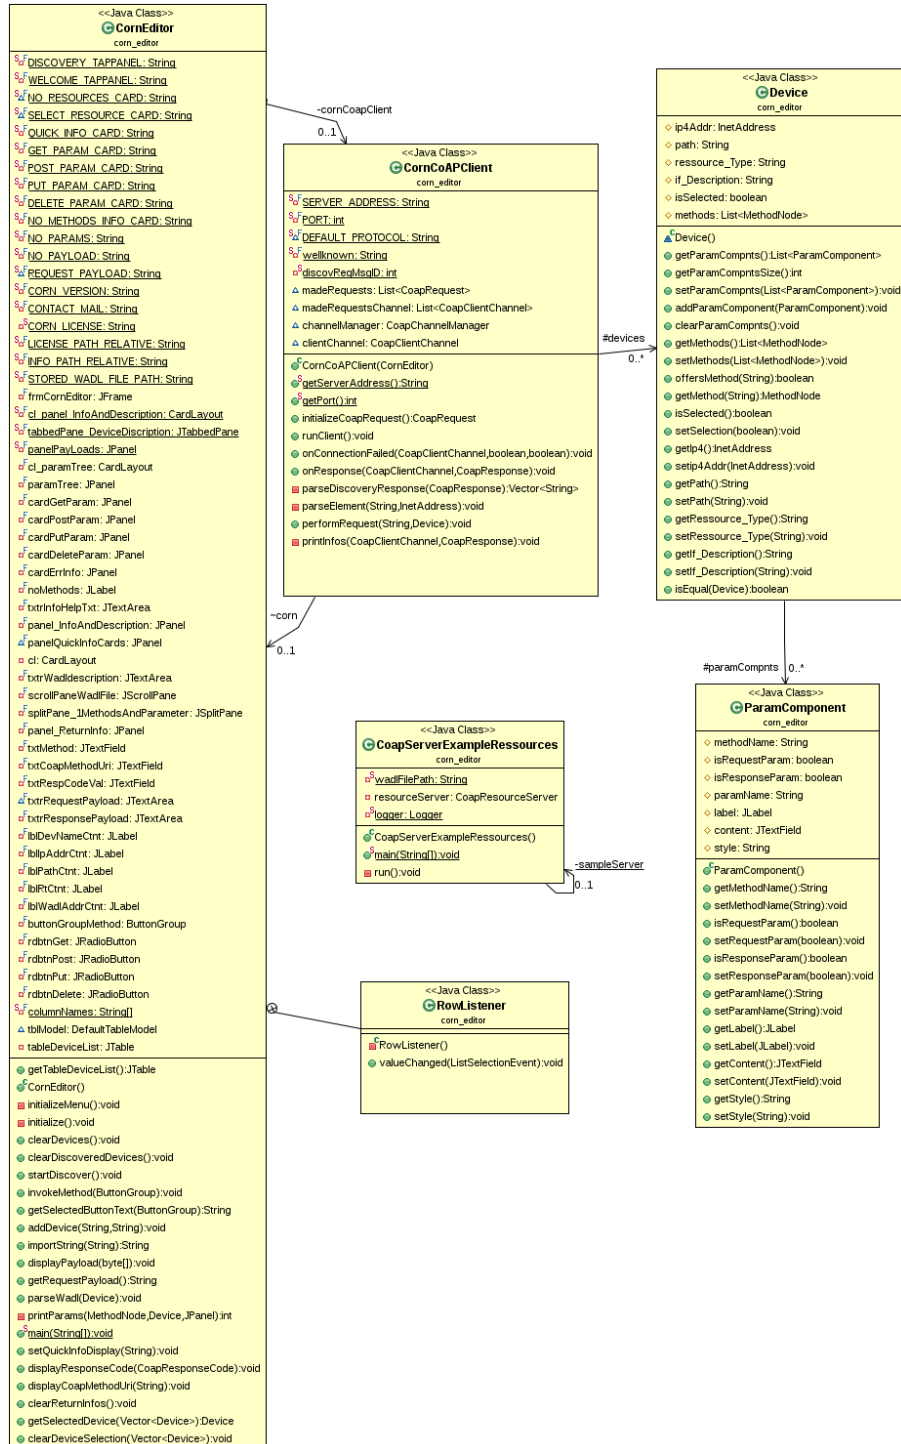 <<Java Class>>
CornEditor
corn_editor
DISCOVERY_TAPPANEL: String
WELCOME_TAPPANEL: String
NO_RESOURCES_CARD: String
SELECT_RESOURCE_CARD: String
QUICK_INFO_CARD: String
GET_PARAM_CARD: String
POST_PARAM_CARD: String
PUT_PARAM_CARD: String
DELETE_PARAM_CARD: String
NO_METHODS_INFO_CARD: String
NO_PARAMS: String
NO_PAYLOAD: String
REQUEST_PAYLOAD: String
CORN_VERSION: String
CONTACT_MAIL: String
CORN_LICENSE: String
LICENSE_PATH_RELATIVE: String
INFO_PATH_RELATIVE: String
STORED_WADL_FILE_PATH: String
frmCornEditor: JFrame
cl_panel_InfoAndDescription: CardLayout
tabbedPane_DeviceDiscription: JTabbedPane
panelPayLoads: JPanel
cl_paramTree: CardLayout
paramTree: JPanel
cardGetParam: JPanel
cardPostParam: JPanel
cardPutParam: JPanel
cardDeleteParam: JPanel
cardErrInfo: JPanel
noMethods: JLabel
txtrInfoHelpTxt: JTextArea
panel_InfoAndDescription: JPanel
panelQuickInfoCards: JPanel
cl: CardLayout
txtrWadldescription: JTextArea
scrollPaneWadlFile: JScrollPane
splitPane_1MethodsAndParameter: JSplitPane
panel_ReturnInfo: JPanel
txtMethod: JTextField
txtCoapMethodUri: JTextField
txtRespCodeVal: JTextField
txtrRequestPayload: JTextArea
txtrResponsePayload: JTextArea
lblDevNameCtnt: JLabel
lblIpAddrCtnt: JLabel
lblPathCtnt: JLabel
lblRtCtnt: JLabel
lblWadlAddrCtnt: JLabel
buttonGroupMethod: ButtonGroup
rdbtnGet: JRadioButton
rdbtnPost: JRadioButton
rdbtnPut: JRadioButton
rdbtnDelete: JRadioButton
columnNames: String[]
tblModel: DefaultTableModel
tableDeviceList: JTable
getTableDeviceList():JTable
CornEditor()
initializeMenu():void
initialize():void
clearDevices():void
clearDiscoveredDevices():void
startDiscover():void
invokeMethod(ButtonGroup):void
getSelectedButtonText(ButtonGroup):String
addDevice(String,String):void
importString(String):String
displayPayload(byte[]):void
getRequestPayload():String
parseWadl(Device):void
printParams(MethodNode,Device,JPanel):int
main(String[]):void
setQuickInfoDisplay(String):void
displayResponseCode(CoapResponseCode):void
displayCoapMethodUri(String):void
clearReturnInfos():void
getSelectedDevice(Vector<Device>):Device
clearDeviceSelection(Vector<Device>):void
-cornCoapClient
0..1
<<Java Class>>
CornCoAPClient
corn_editor
SERVER_ADDRESS: String
PORT: int
DEFAULT_PROTOCOL: String
wellknown: String
discovReqMsgID: int
madeRequests: List<CoapRequest>
madeRequestsChannel: List<CoapClientChannel>
channelManager: CoapChannelManager
clientChannel: CoapClientChannel
CornCoAPClient(CornEditor)
getServerAddress():String
getPort():int
initializeCoapRequest():CoapRequest
runClient():void
onConnectionFailed(CoapClientChannel,boolean,boolean):void
onResponse(CoapClientChannel,CoapResponse):void
parseDiscoveryResponse(CoapResponse):Vector<String>
parseElement(String,InetAddress):void
performRequest(String,Device):void
printInfos(CoapClientChannel,CoapResponse):void
~corn
0..1
#devices
0..*
<<Java Class>>
Device
corn_editor
ip4Addr: InetAddress
path: String
ressource_Type: String
if_Description: String
isSelected: boolean
methods: List<MethodNode>
Device()
getParamCompnts():List<ParamComponent>
getParamCompntsSize():int
setParamCompnts(List<ParamComponent>):void
addParamComponent(ParamComponent):void
clearParamCompnts():void
getMethods():List<MethodNode>
setMethods(List<MethodNode>):void
offersMethod(String):boolean
getMethod(String):MethodNode
isSelected():boolean
setSelection(boolean):void
getIp4():InetAddress
setip4Addr(InetAddress):void
getPath():String
setPath(String):void
getRessource_Type():String
setRessource_Type(String):void
getIf_Description():String
setIf_Description(String):void
isEqual(Device):boolean
#paramCompnts
0..*
<<Java Class>>
ParamComponent
corn_editor
methodName: String
isRequestParam: boolean
isResponseParam: boolean
paramName: String
label: JLabel
content: JTextField
style: String
ParamComponent()
getMethodName():String
setMethodName(String):void
isRequestParam():boolean
setRequestParam(boolean):void
isResponseParam():boolean
setResponseParam(boolean):void
getParamName():String
setParamName(String):void
getLabel():JLabel
setLabel(JLabel):void
getContent():JTextField
setContent(JTextField):void
getStyle():String
setStyle(String):void
<<Java Class>>
CoapServerExampleRessources
corn_editor
wadlFilePath: String
resourceServer: CoapResourceServer
logger: Logger
CoapServerExampleRessources()
main(String[]):void
run():void
-sampleServer
0..1
<<Java Class>>
RowListener
corn_editor
RowListener()
valueChanged(ListSelectionEvent):void